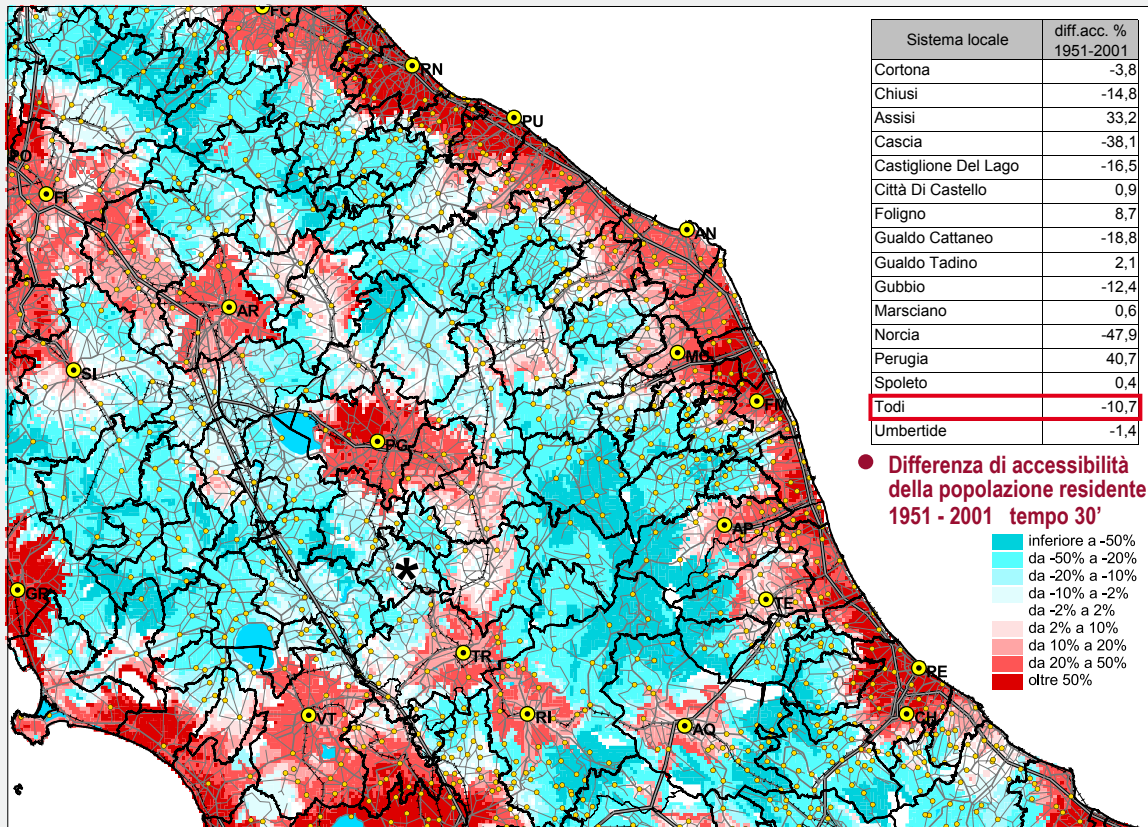 Sistema locale diff.acc. % 1951-2001
Cortona -3,8
Chiusi -14,8
Assisi 33,2
Cascia -38,1
Castiglione Del Lago -16,5
Città Di Castello 0,9
Foligno 8,7
Gualdo Cattaneo -18,8
Gualdo Tadino 2,1
Gubbio -12,4
Marsciano 0,6
Norcia -47,9
Perugia 40,7
Spoleto 0,4
Todi -10,7
Umbertide -1,4
Differenza di accessibilità
della popolazione residente
1951 - 2001 tempo 30'
inferiore a -50%
da -50% a -20%
da -20% a -10%
da -10% a -2%
da -2% a 2%
da 2% a 10%
da 10% a 20%
da 20% a 50%
oltre 50%
FC
RN
PU
PO
FI
AN
AR
MC
SI
PG
AP
*
GR
TE
TR
PE
VT
RI
AQ
CH